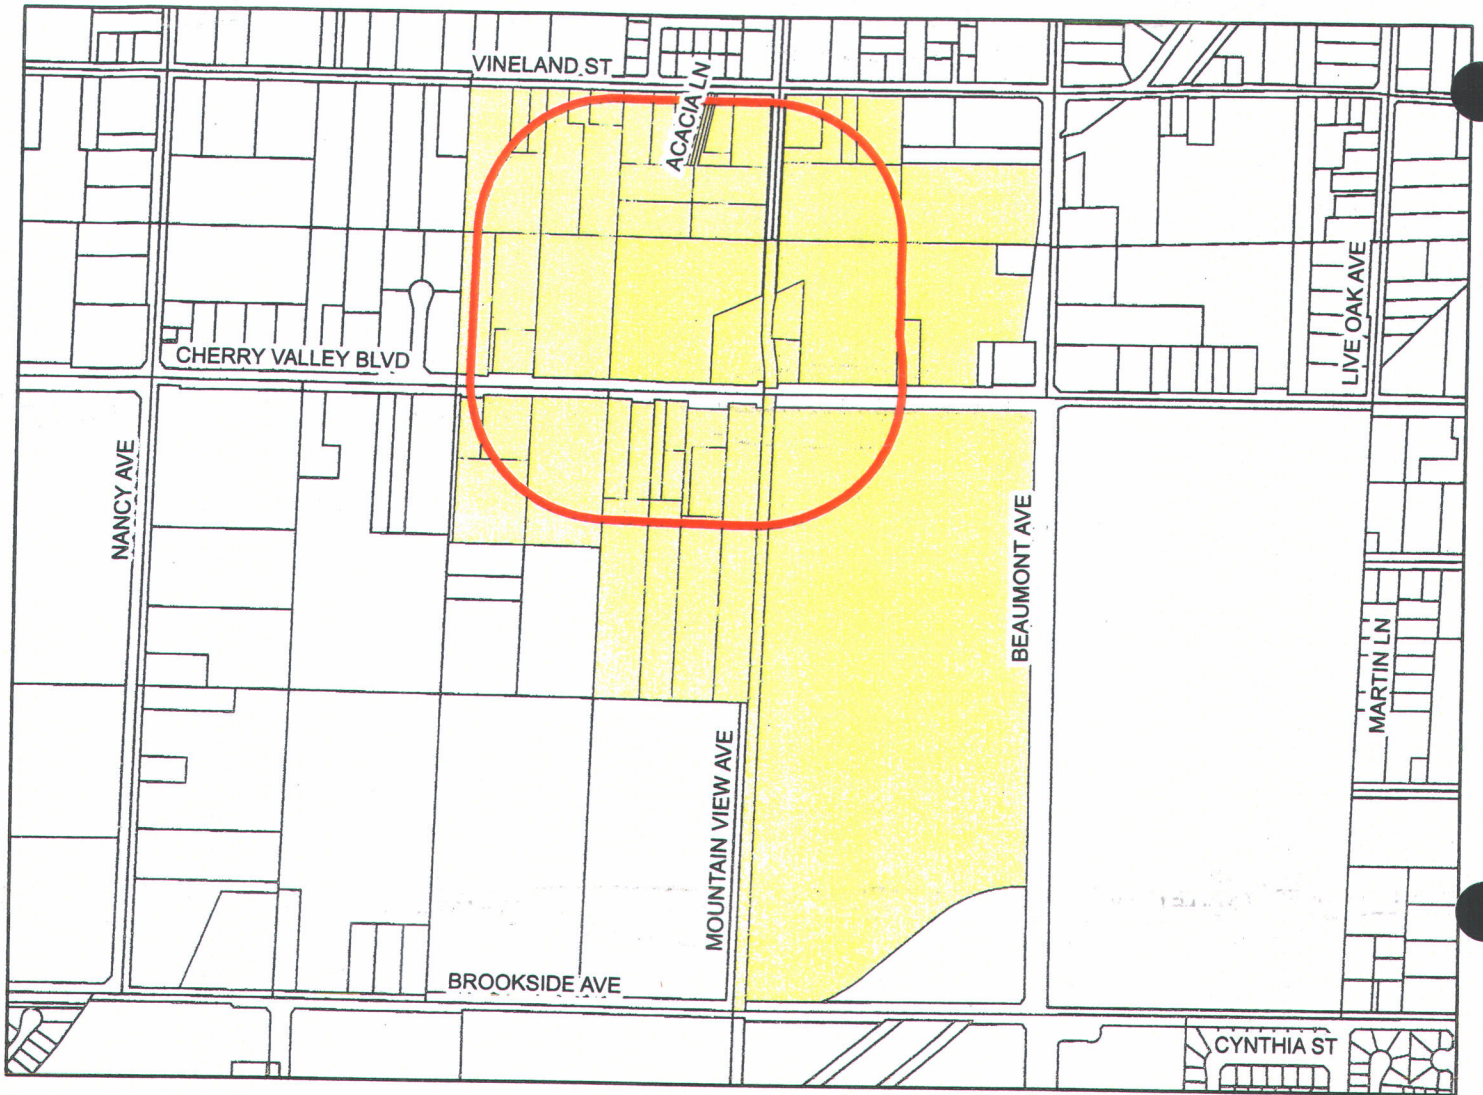 VINELAND ST
ACACIA LN
CHERRY VALLEY BLVD
LIVE OAK AVE
NANCY AVE
BEAUMONT AVE
MARTIN LN
MOUNTAIN VIEW AVE
BROOKSIDE AVE
CYNTHIA ST